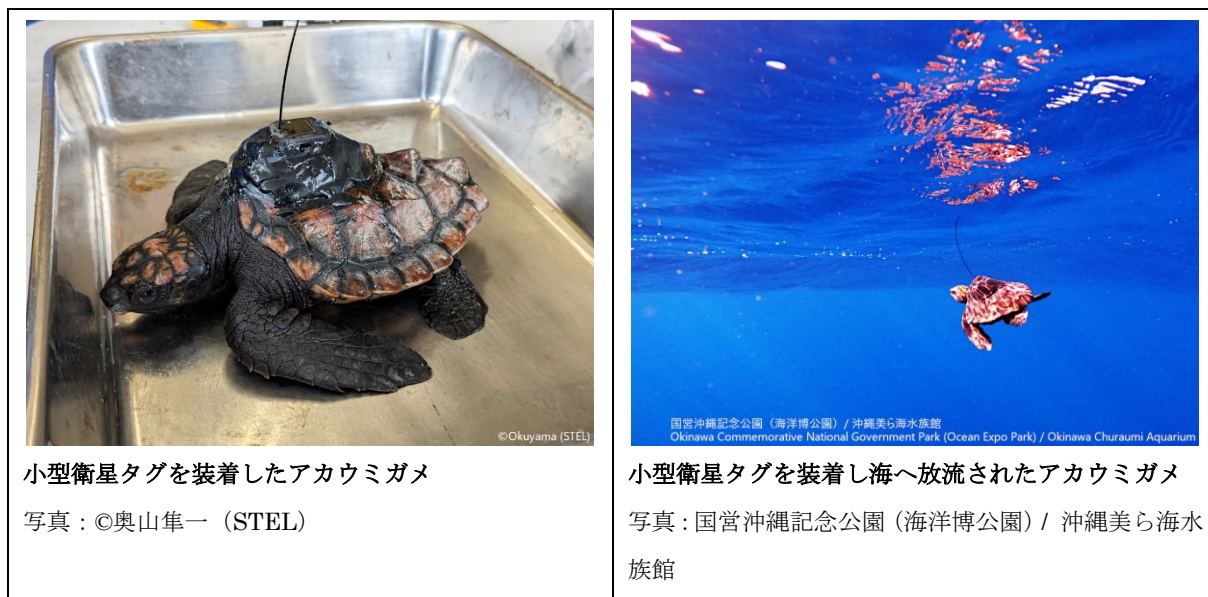 ©Okuyama (STEL)
小型衛星タグを装着したアカウミガメ
写真：©奥山隼一（STEL）
国営沖縄記念公園（海洋博公園）/ 沖縄美ら海水族館
Okinawa Commemorative National Government Park (Ocean Expo Park) / Okinawa Churaumi Aquarium
小型衛星タグを装着し海へ放流されたアカウミガメ
写真：国営沖縄記念公園（海洋博公園）/ 沖縄美ら海水
族館